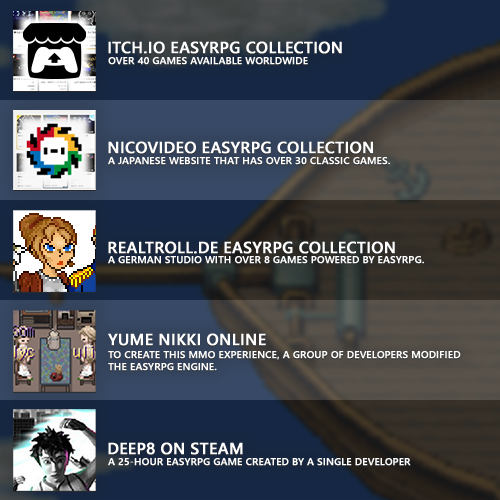 ITCH.IO EASYRPG COLLECTION
OVER 40 GAMES AVAILABLE WORLDWIDE
NICOVIDEO EASYRPG COLLECTION
A JAPANESE WEBSITE THAT HAS OVER 30 CLASSIC GAMES.
REALTROLL.DE EASYRPG COLLECTION
A GERMAN STUDIO WITH OVER 8 GAMES POWERED BY EASYRPG.
YUME NIKKI ONLINE
TO CREATE THIS MMO EXPERIENCE, A GROUP OF DEVELOPERS MODIFIED
THE EASYRPG ENGINE.
DEEP8 ON STEAM
A 25-HOUR EASYRPG GAME CREATED BY A SINGLE DEVELOPER